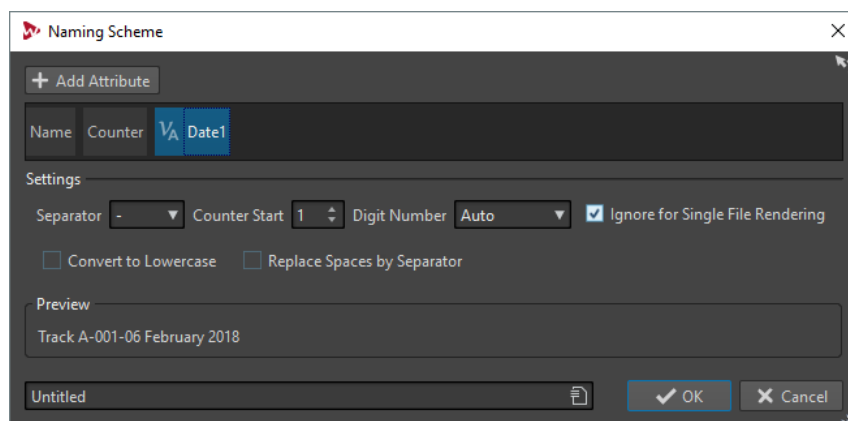 Naming Scheme
Add Attribute
Name Counter VA Date1
Settings
Separator - Counter Start 1 Digit Number Auto Ignore for Single File Rendering
Convert to Lowercase Replace Spaces by Separator
Preview
Track A-001-06 February 2018
Untitled OK Cancel